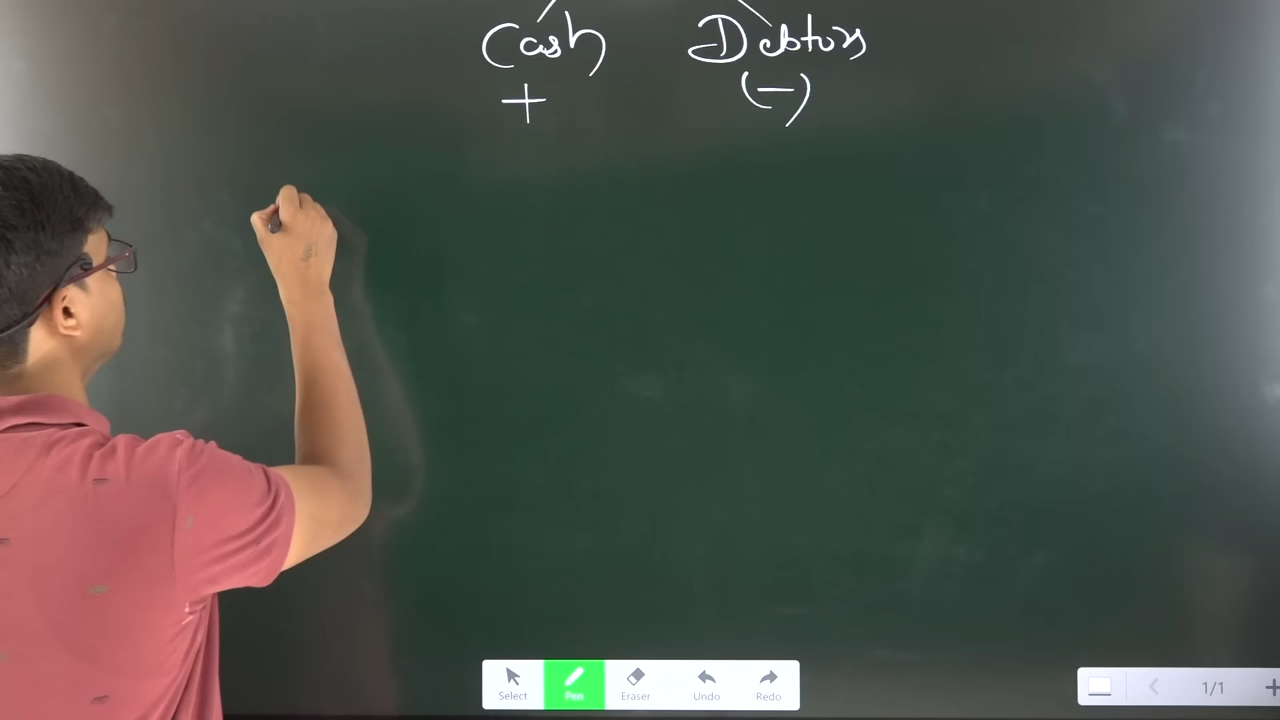 Cash Debtors
+ (-)
Select Pen Eraser Undo Redo 1/1 +